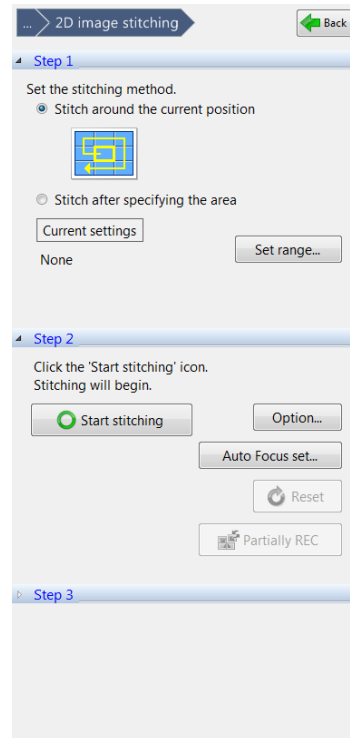 ... 2D image stitching
Back
Step 1
Set the stitching method.
Stitch around the current position
Stitch after specifying the area
Current settings
None
Set range...
Step 2
Click the 'Start stitching' icon.
Stitching will begin.
Start stitching
Option...
Auto Focus set...
Reset
Partially REC
Step 3